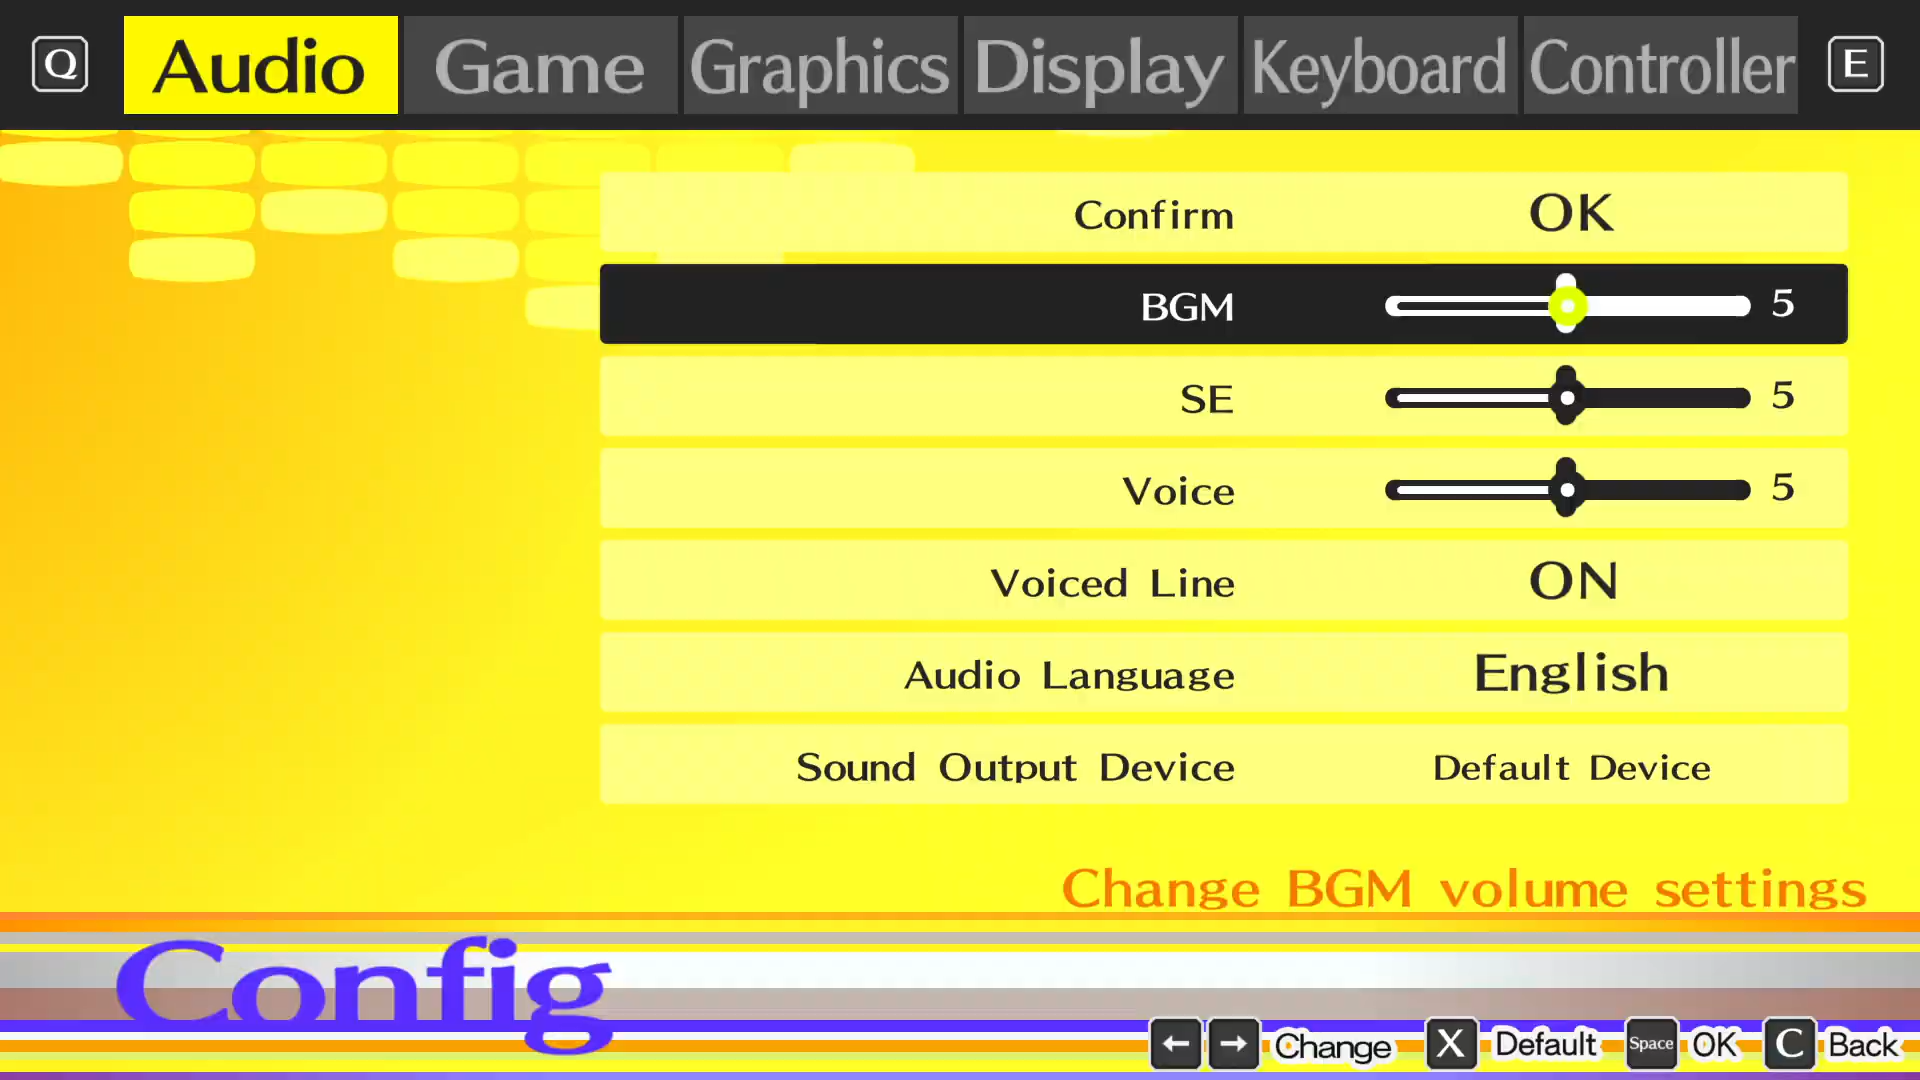 Q Audio Game Graphics Display Keyboard Controller E
Confirm OK
BGM 5
SE 5
Voice 5
Voiced Line ON
Audio Language English
Sound Output Device Default Device
Change BGM volume settings
Config
← → Change X Default Space OK C Back